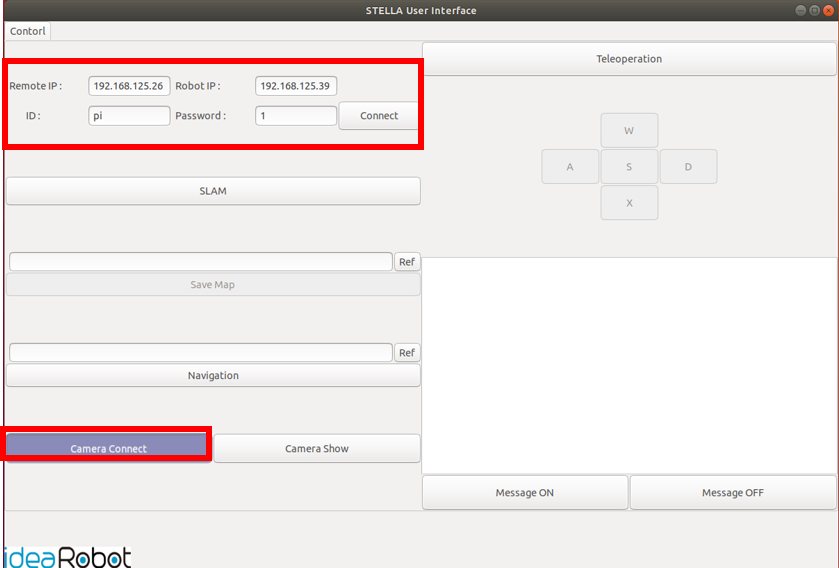 STELLA User Interface
Contorl
Remote IP : 192.168.125.26 Robot IP : 192.168.125.39
ID : pi Password : 1 Connect
SLAM
Ref
Save Map
Ref
Navigation
Camera Connect Camera Show
Teleoperation
W
A S D
X
Message ON Message OFF
ideaRobot